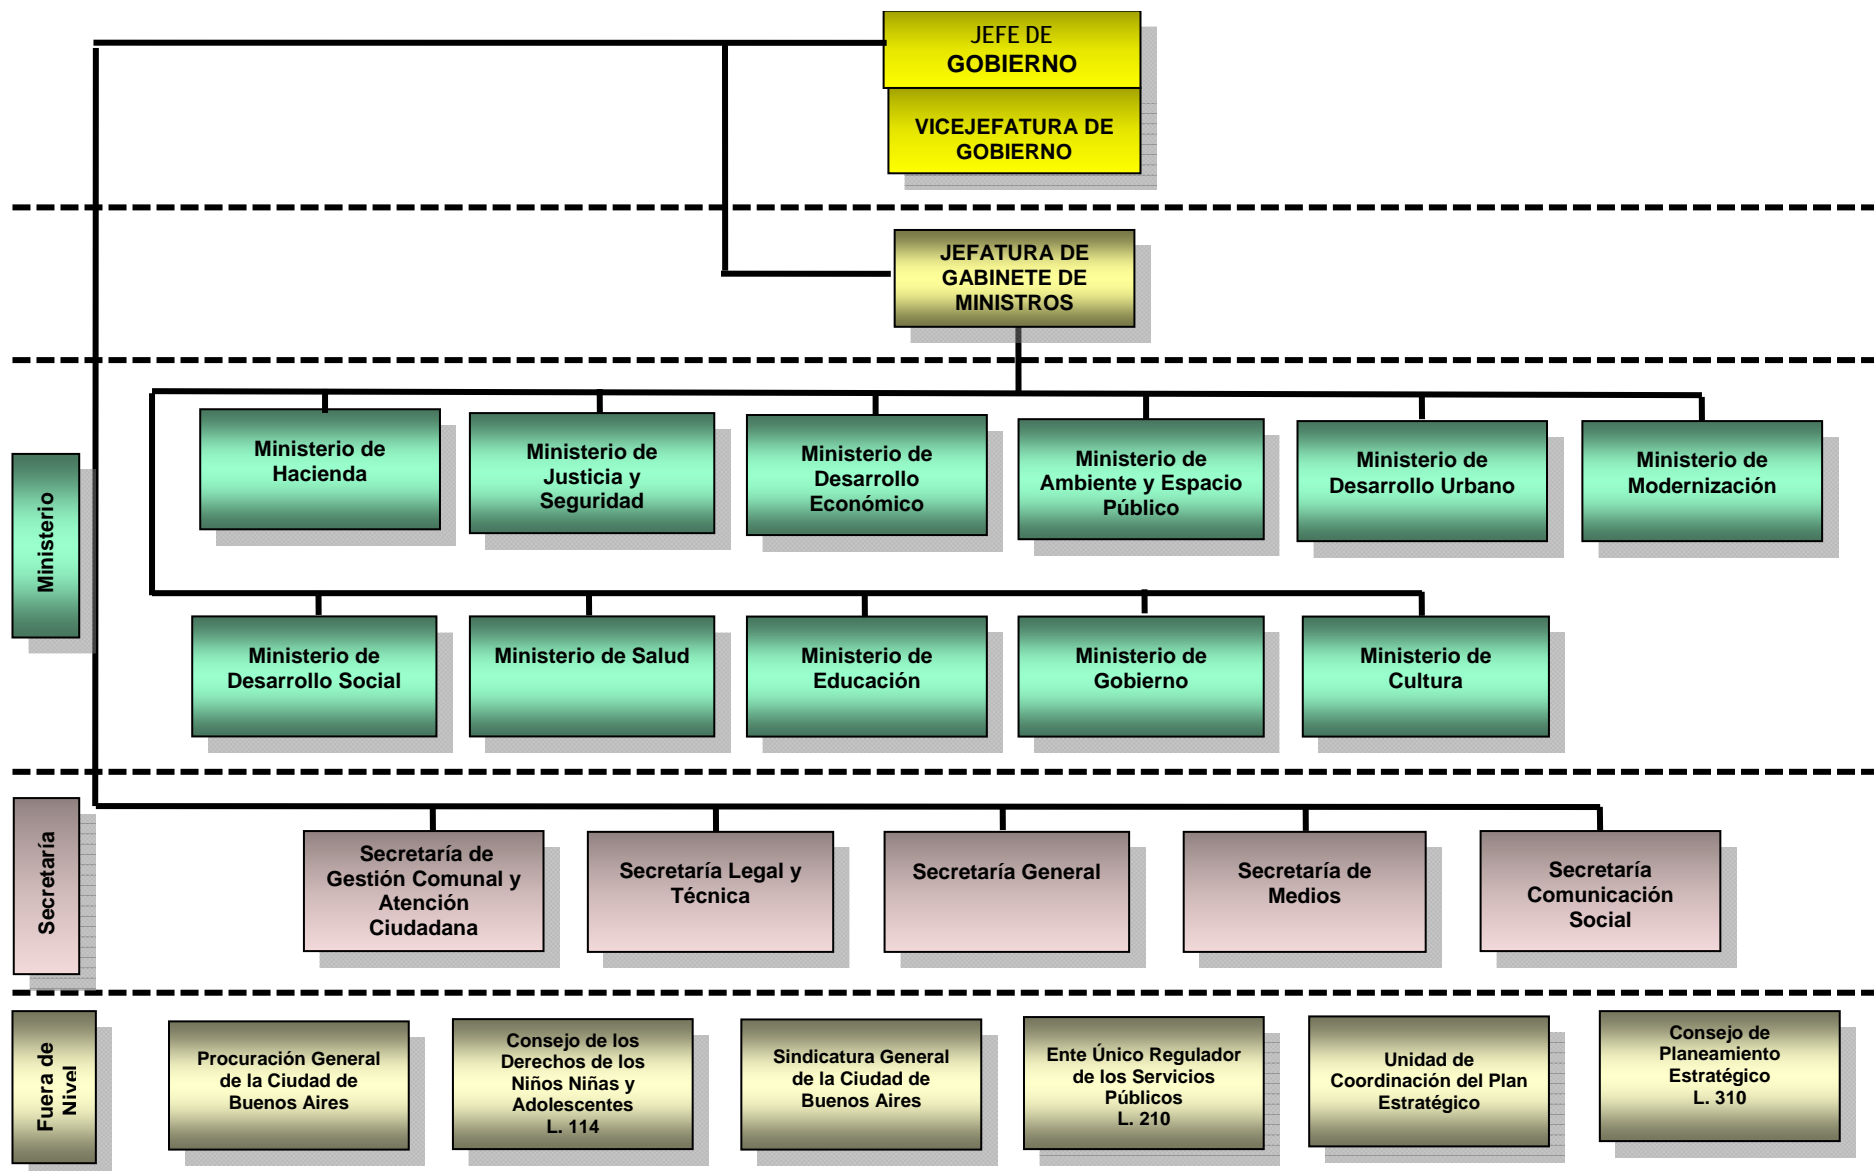 JEFE DE
GOBIERNO
VICEJEFATURA DE
GOBIERNO
JEFATURA DE
GABINETE DE
MINISTROS
Ministerio
Ministerio de
Hacienda
Ministerio de
Justicia y
Seguridad
Ministerio de
Desarrollo
Económico
Ministerio de
Ambiente y Espacio
Público
Ministerio de
Desarrollo Urbano
Ministerio de
Modernización
Ministerio de
Desarrollo Social
Ministerio de Salud
Ministerio de
Educación
Ministerio de
Gobierno
Ministerio de
Cultura
Secretaría
Secretaría de
Gestión Comunal y
Atención
Ciudadana
Secretaría Legal y
Técnica
Secretaría General
Secretaría de
Medios
Secretaría
Comunicación
Social
Fuera de
Nivel
Procuración General
de la Ciudad de
Buenos Aires
Consejo de los
Derechos de los
Niños Niñas y
Adolescentes
L. 114
Sindicatura General
de la Ciudad de
Buenos Aires
Ente Único Regulador
de los Servicios
Públicos
L. 210
Unidad de
Coordinación del Plan
Estratégico
Consejo de
Planeamiento
Estratégico
L. 310